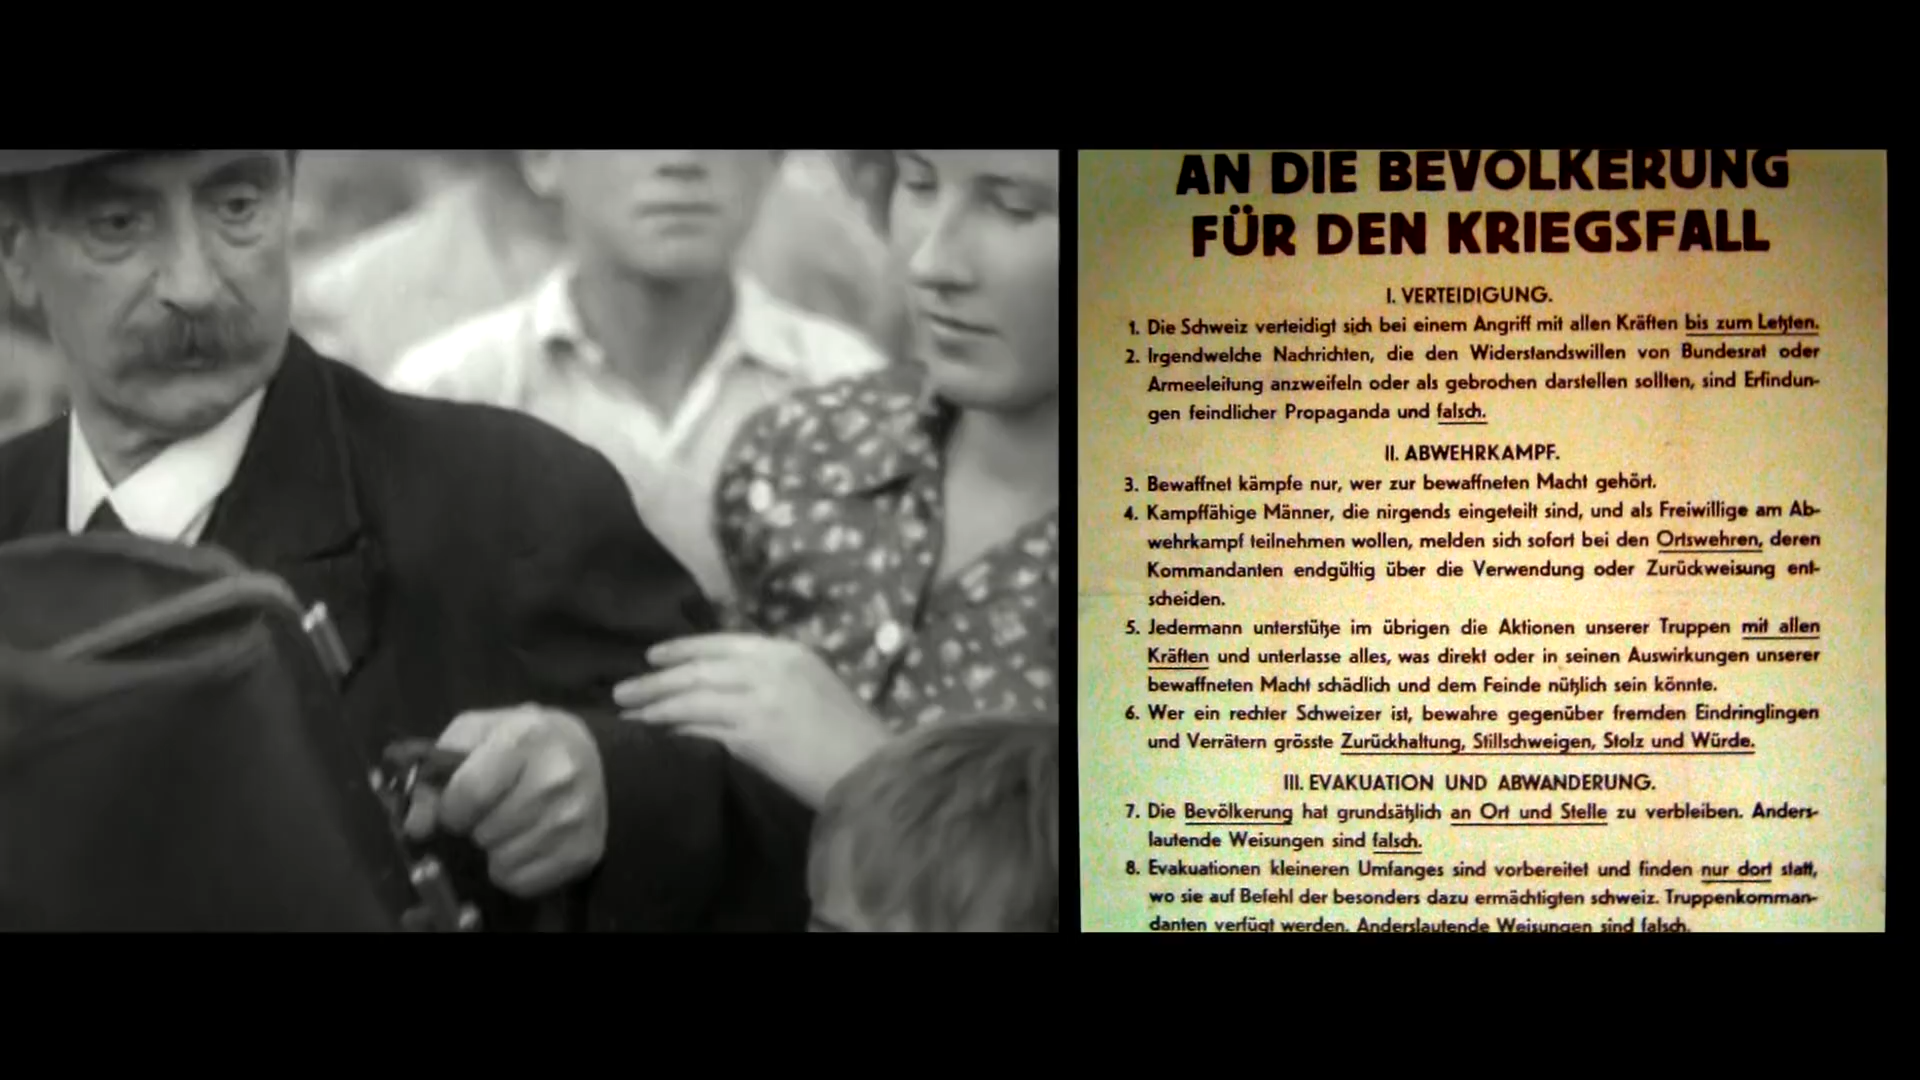 AN DIE BEVÖLKERUNG
FÜR DEN KRIEGSFALL
I. VERTEIDIGUNG.
1. Die Schweiz verteidigt sich bei einem Angriff mit allen Kräften bis zum Letzten.
2. Irgendwelche Nachrichten, die den Widerstandswillen von Bundesrat oder
Armeeleitung anzweifeln oder als gebrochen darstellen sollten, sind Erfindun-
gen feindlicher Propaganda und falsch.
II. ABWEHRKAMPF.
3. Bewaffnet kämpfe nur, wer zur bewaffneten Macht gehört.
4. Kampffähige Männer, die nirgends eingeteilt sind, und als Freiwillige am Ab-
wehrkampf teilnehmen wollen, melden sich sofort bei den Ortswehren, deren
Kommandanten endgültig über die Verwendung oder Zurückweisung ent-
scheiden.
5. Jedermann unterstütze im übrigen die Aktionen unserer Truppen mit allen
Kräften und unterlasse alles, was direkt oder in seinen Auswirkungen unserer
bewaffneten Macht schädlich und dem Feinde nützlich sein könnte.
6. Wer ein rechter Schweizer ist, bewahre gegenüber fremden Eindringlingen
und Verrätern grösste Zurückhaltung, Stillschweigen, Stolz und Würde.
III. EVAKUATION UND ABWANDERUNG.
7. Die Bevölkerung hat grundsätzlich an Ort und Stelle zu verbleiben. Anders-
lautende Weisungen sind falsch.
8. Evakuationen kleineren Umfanges sind vorbereitet und finden nur dort statt,
wo sie auf Befehl der besonders dazu ermächtigten schweiz. Truppenkomman-
danten verfügt werden. Anderslautende Weisungen sind falsch.